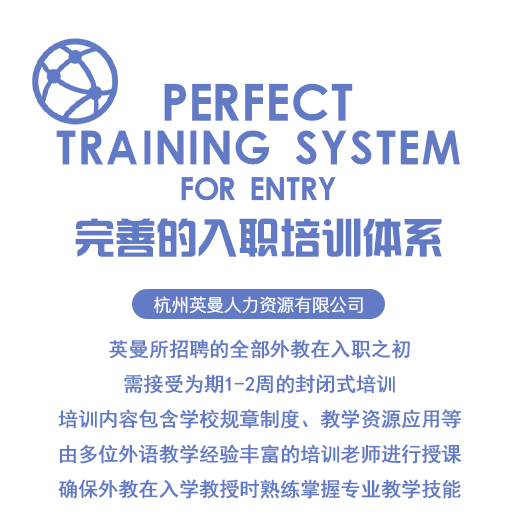 PERFECT
TRAINING SYSTEM
FOR ENTRY
完善的入职培训体系
杭州英曼人力资源有限公司
英曼所招聘的全部外教在入职之初
需接受为期1-2周的封闭式培训
培训内容包含学校规章制度、教学资源应用等
由多位外语教学经验丰富的培训老师进行授课
确保外教在入学教授时熟练掌握专业教学技能